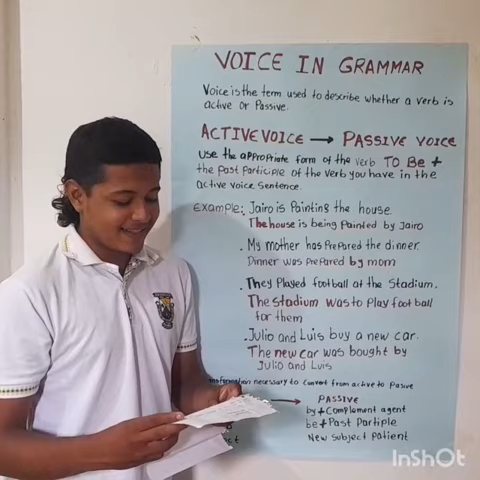 VOICE IN GRAMMAR
Voice is the term used to describe whether a verb is
active or Passive.
ACTIVE VOICE → PASSIVE VOICE
Use the appropriate form of the verb TO BE +
the past participle of the verb you have in the
active voice sentence.
EXAMPLE: Jairo is Painting the house.
The house is being Painted by Jairo
. My mother has Prepared the dinner.
Dinner was Prepared by mom
. They Played football at the Stadium.
The stadium was to Play football
for them
. Julio and Luis buy a new car.
The new car was bought by
Julio and Luis
necessary to convert from active to Pasive
PASSIVE
by + Complement agent
be + Past Partiple
New subject Patient
InShOt